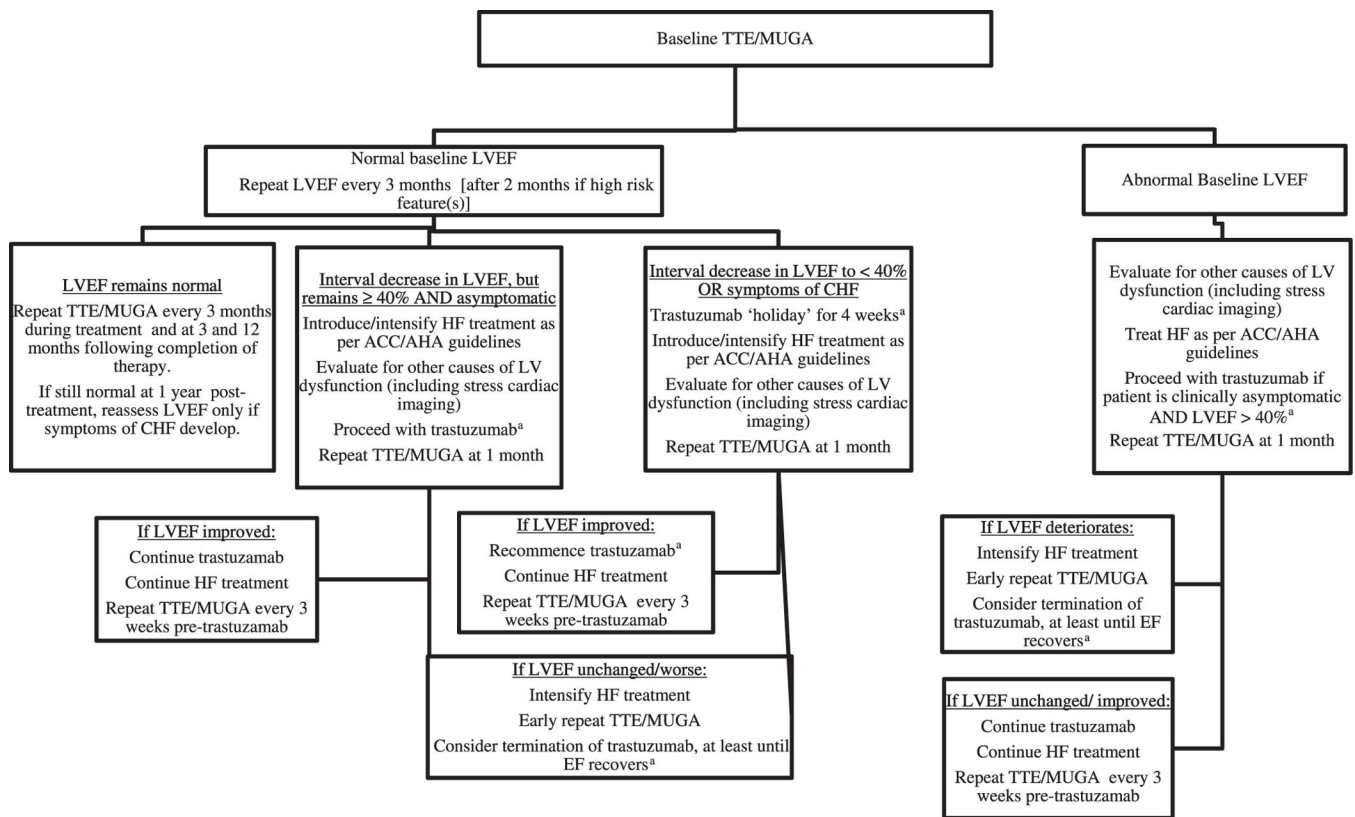 Baseline TTE/MUGA
Normal baseline LVEF
Repeat LVEF every 3 months [after 2 months if high risk
feature(s)]
Abnormal Baseline LVEF
LVEF remains normal
Repeat TTE/MUGA every 3 months
during treatment and at 3 and 12
months following completion of
therapy.
If still normal at 1 year post-
treatment, reassess LVEF only if
symptoms of CHF develop.
Interval decrease in LVEF, but
remains ≥ 40% AND asymptomatic
Introduce/intensify HF treatment as
per ACC/AHA guidelines
Evaluate for other causes of LV
dysfunction (including stress cardiac
imaging)
Proceed with trastuzumabᵃ
Repeat TTE/MUGA at 1 month
Interval decrease in LVEF to < 40%
OR symptoms of CHF
Trastuzumab ‘holiday’ for 4 weeksᵃ
Introduce/intensify HF treatment as
per ACC/AHA guidelines
Evaluate for other causes of LV
dysfunction (including stress cardiac
imaging)
Repeat TTE/MUGA at 1 month
Evaluate for other causes of LV
dysfunction (including stress
cardiac imaging)
Treat HF as per ACC/AHA
guidelines
Proceed with trastuzumab if
patient is clinically asymptomatic
AND LVEF > 40%ᵃ
Repeat TTE/MUGA at 1 month
If LVEF improved:
Continue trastuzamab
Continue HF treatment
Repeat TTE/MUGA every 3
weeks pre-trastuzamab
If LVEF improved:
Recommence trastuzamabᵃ
Continue HF treatment
Repeat TTE/MUGA every 3
weeks pre-trastuzamab
If LVEF unchanged/worse:
Intensify HF treatment
Early repeat TTE/MUGA
Consider termination of trastuzumab, at least until
EF recoversᵃ
If LVEF deteriorates:
Intensify HF treatment
Early repeat TTE/MUGA
Consider termination of
trastuzumab, at least until EF
recoversᵃ
If LVEF unchanged/ improved:
Continue trastuzamab
Continue HF treatment
Repeat TTE/MUGA every 3
weeks pre-trastuzamab